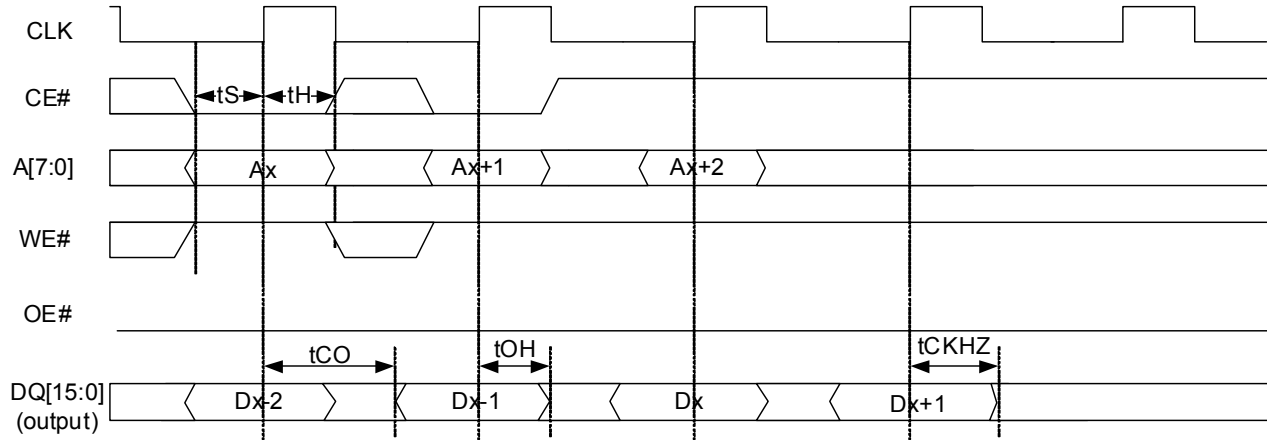 CLK
CE#
tS
tH
A[7:0]
Ax
Ax+1
Ax+2
WE#
OE#
tCO
tOH
tCKHZ
DQ[15:0]
(output)
Dx-2
Dx-1
Dx
Dx+1